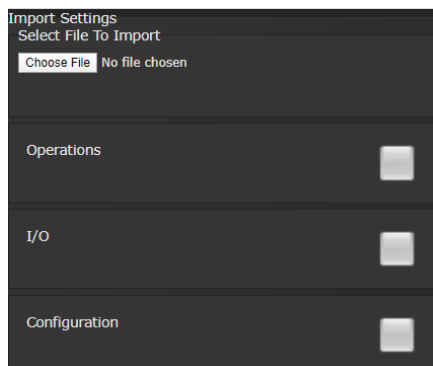 Import Settings
Select File To Import
Choose File No file chosen
Operations
I/O
Configuration